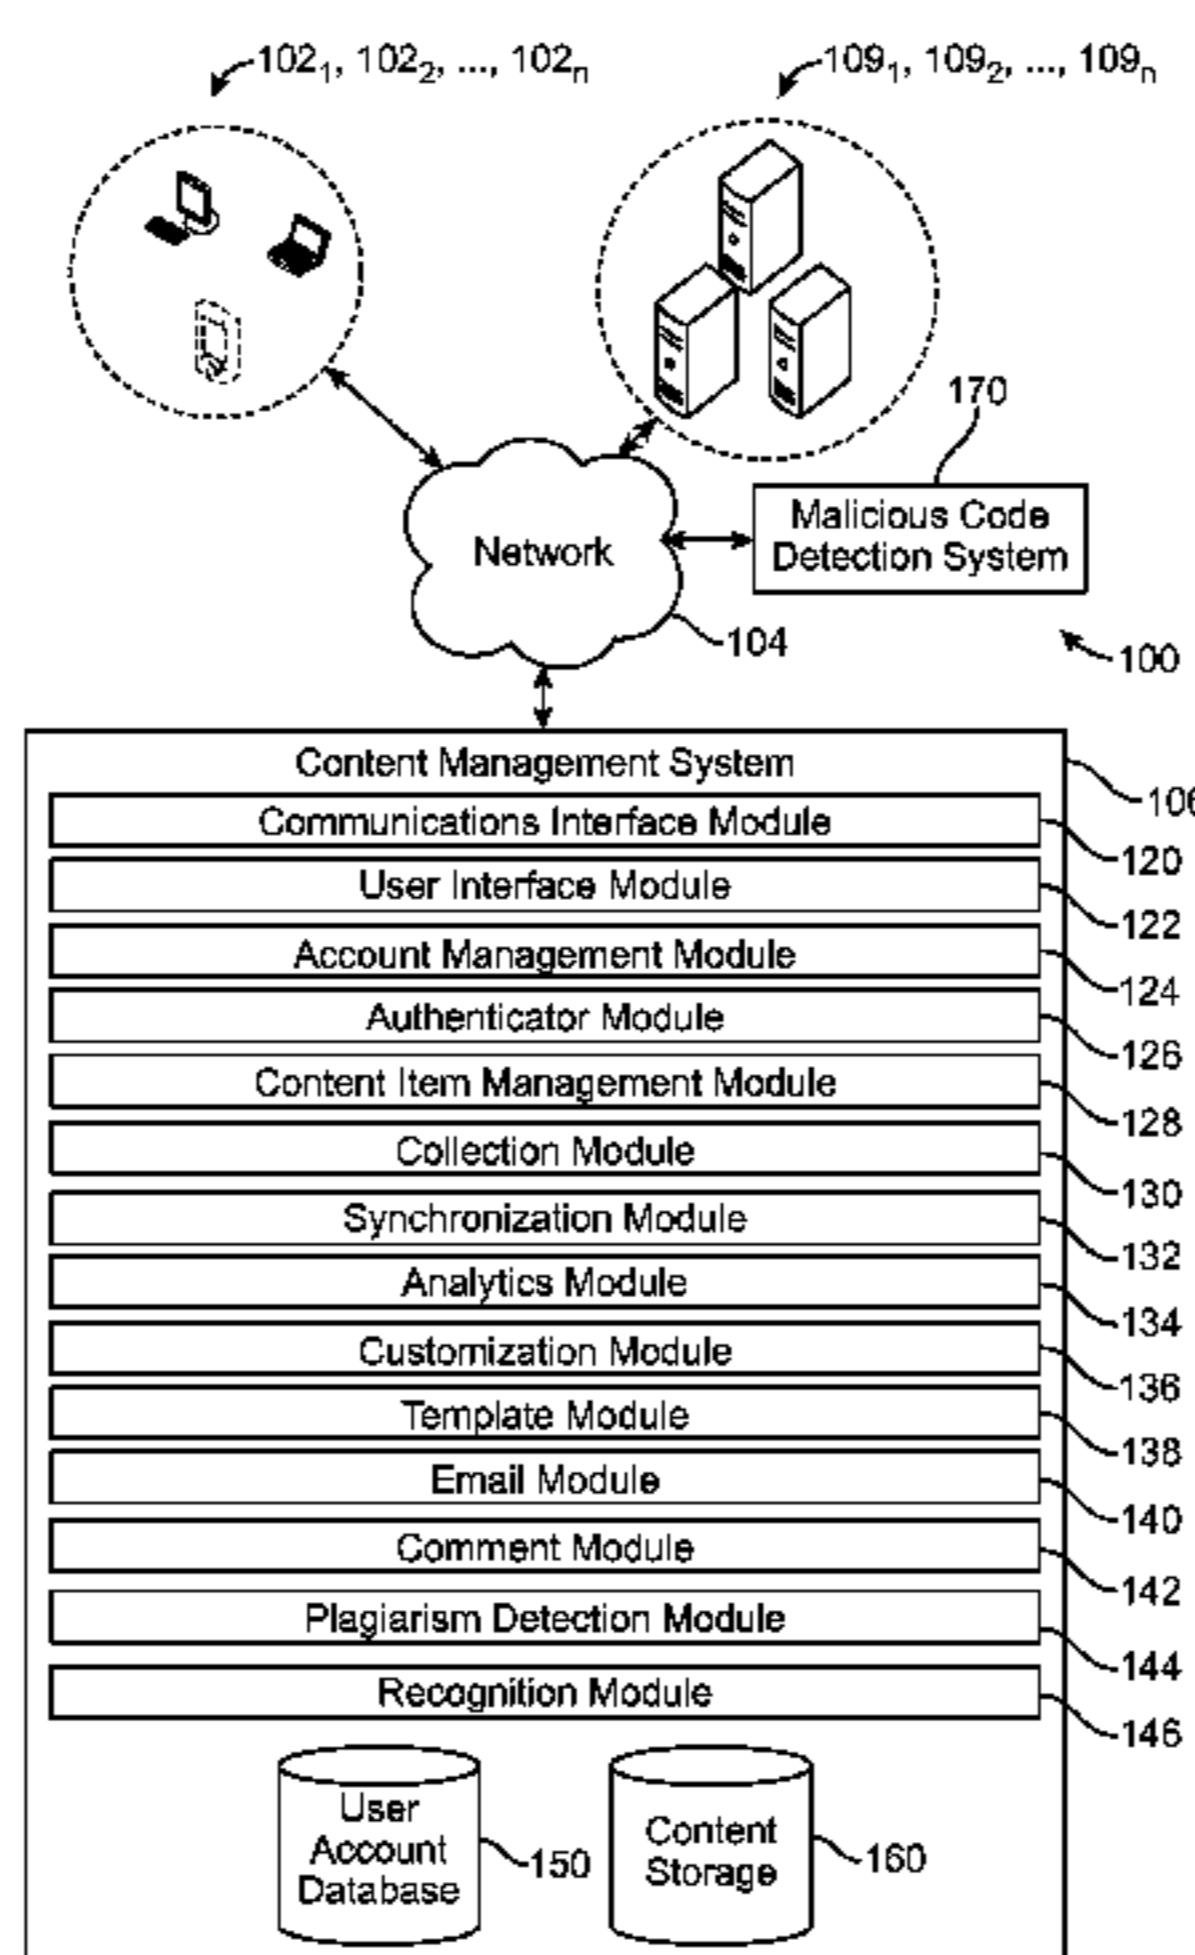 102₁, 102₂, ..., 102ₙ
109₁, 109₂, ..., 109ₙ
170
Malicious Code
Detection System
Network
104
100
Content Management System
106
Communications Interface Module
120
User Interface Module
122
Account Management Module
124
Authenticator Module
126
Content Item Management Module
128
Collection Module
130
Synchronization Module
132
Analytics Module
134
Customization Module
136
Template Module
138
Email Module
140
Comment Module
142
Plagiarism Detection Module
144
Recognition Module
146
User
Account
Database
150
Content
Storage
160